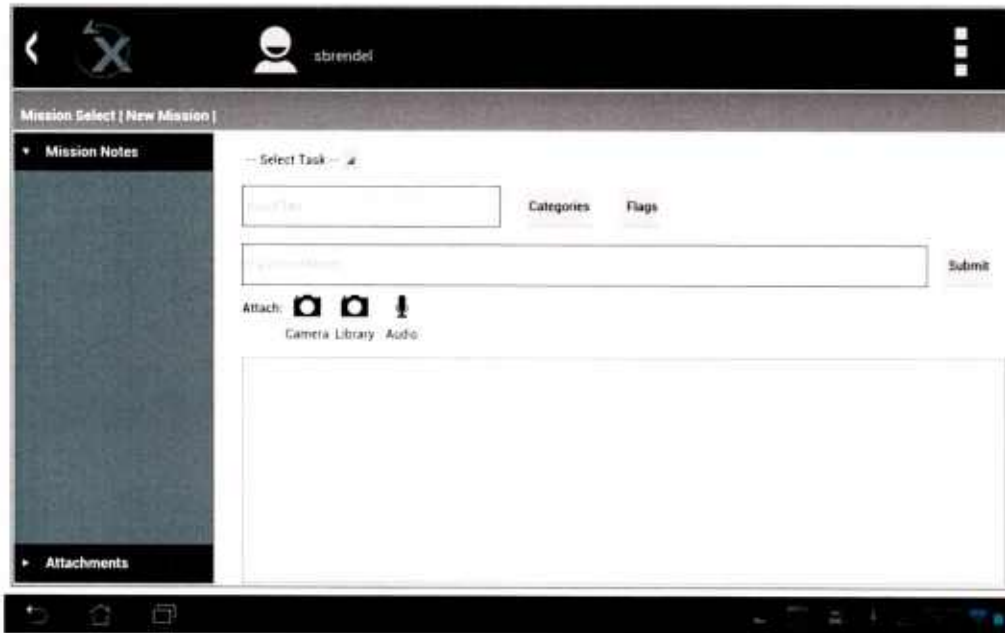 sbrendel
Mission Select [ New Mission ]
Mission Notes
-- Select Task --
Categories
Flags
Submit
Attach:
Camera Library Audio
Attachments